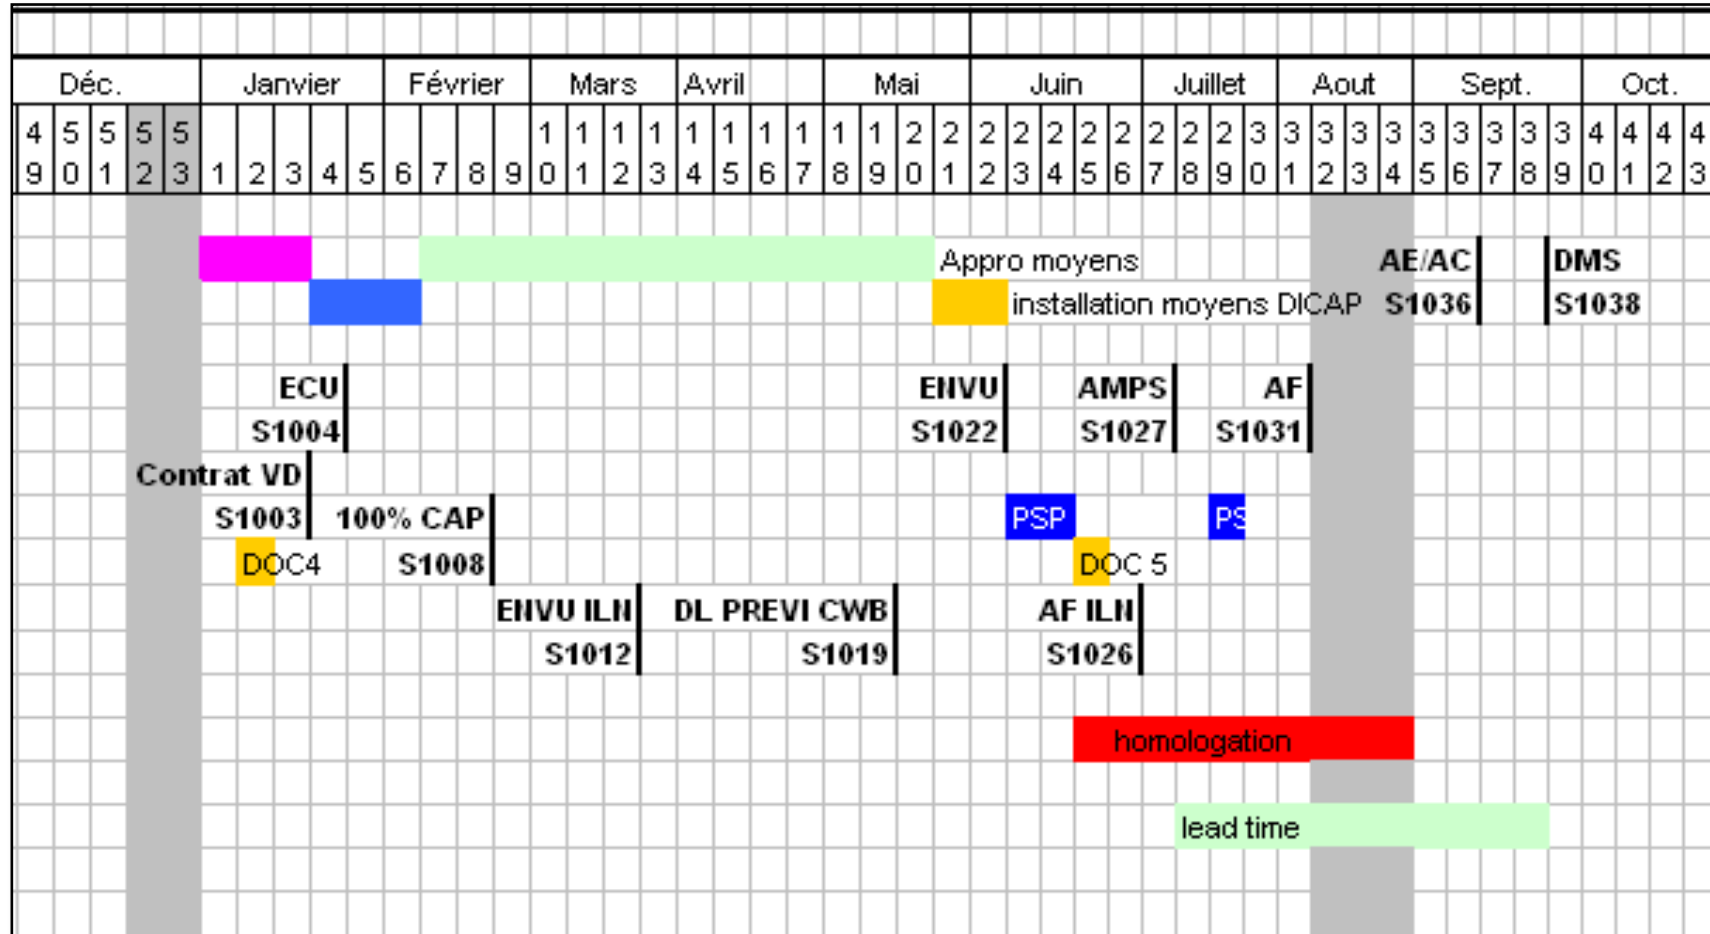 Déc. Janvier Février Mars Avril Mai Juin Juillet Aout Sept. Oct.
49 50 51 52 53 1 2 3 4 5 6 7 8 9 10 11 12 13 14 15 16 17 18 19 20 21 22 23 24 25 26 27 28 29 30 31 32 33 34 35 36 37 38 39 40 41 42 43
Appro moyens AE/AC DMS
installation moyens DICAP S1036 S1038
ECU ENVU AMPS AF
S1004 S1022 S1027 S1031
Contrat VD
S1003 100% CAP PSP PS
DOC4 S1008 DOC 5
ENVU ILN DL PREVI CWB AF ILN
S1012 S1019 S1026
homologation
lead time